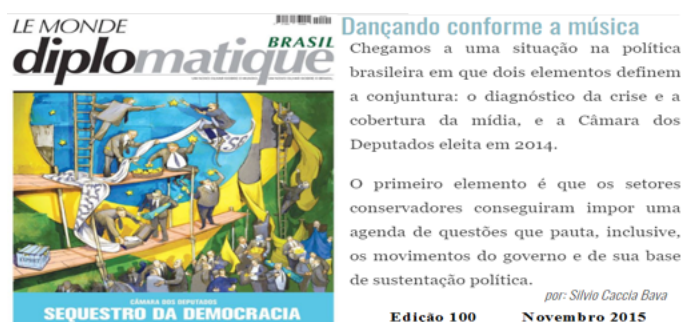 LE MONDE
diplomatique
BRASIL
CÂMARA DOS DEPUTADOS
SEQUESTRO DA DEMOCRACIA
Dançando conforme a música
Chegamos a uma situação na política
brasileira em que dois elementos definem
a conjuntura: o diagnóstico da crise e a
cobertura da mídia, e a Câmara dos
Deputados eleita em 2014.
O primeiro elemento é que os setores
conservadores conseguiram impor uma
agenda de questões que pauta, inclusive,
os movimentos do governo e de sua base
de sustentação política.
por: Silvio Caccia Bava
Edição 100 Novembro 2015